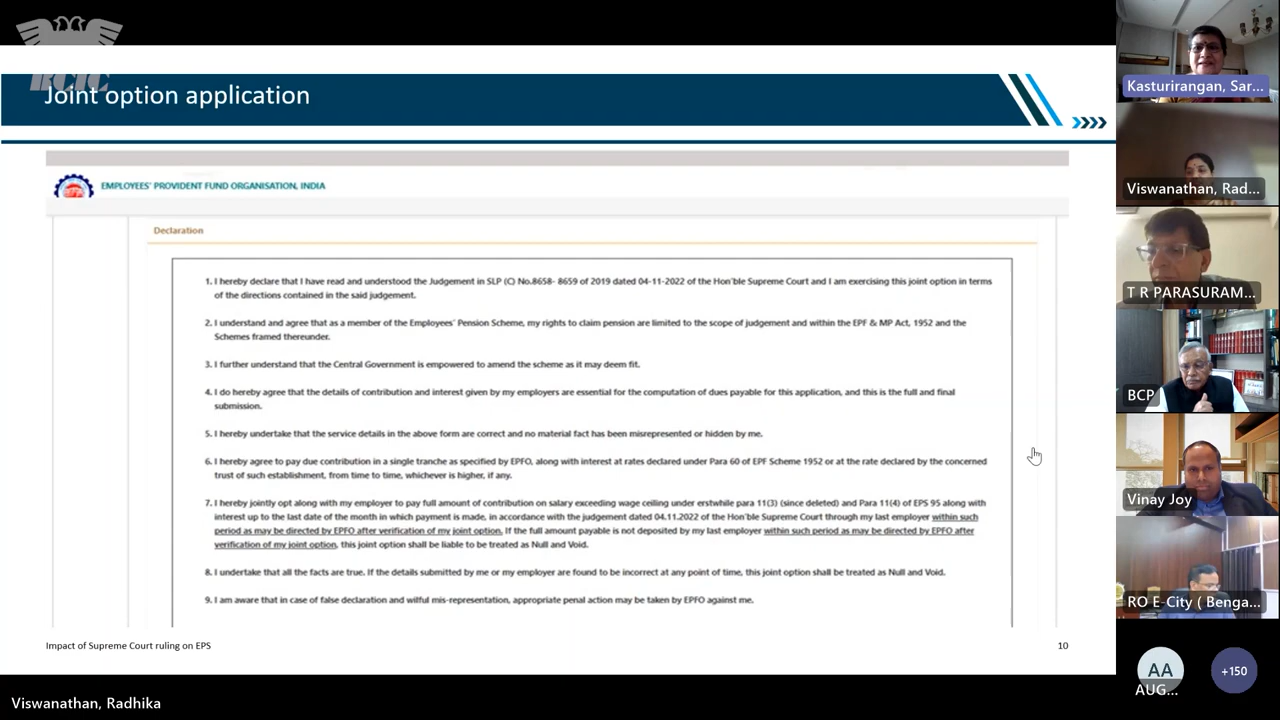 BCIC
Joint option application
EMPLOYEES' PROVIDENT FUND ORGANISATION, INDIA
Declaration
1. I hereby declare that I have read and understood the Judgement in SLP (C) No.8658- 8659 of 2019 dated 04-11-2022 of the Hon'ble Supreme Court and I am exercising this joint option in terms
of the directions contained in the said judgement.
2. I understand and agree that as a member of the Employees' Pension Scheme, my rights to claim pension are limited to the scope of judgement and within the EPF & MP Act, 1952 and the
Schemes framed thereunder.
3. I further understand that the Central Government is empowered to amend the scheme as it may deem fit.
4. I do hereby agree that the details of contribution and interest given by my employers are essential for the computation of dues payable for this application, and this is the full and final
submission.
5. I hereby undertake that the service details in the above form are correct and no material fact has been misrepresented or hidden by me.
6. I hereby agree to pay due contribution in a single tranche as specified by EPFO, along with interest at rates declared under Para 60 of EPF Scheme 1952 or at the rate declared by the concerned
trust of such establishment, from time to time, whichever is higher, if any.
7. I hereby jointly opt along with my employer to pay full amount of contribution on salary exceeding wage ceiling under erstwhile para 11(3) (since deleted) and Para 11(4) of EPS 95 along with
interest up to the last date of the month in which payment is made, in accordance with the judgement dated 04.11.2022 of the Hon'ble Supreme Court through my last employer within such
period as may be directed by EPFO after verification of my joint option. If the full amount payable is not deposited by my last employer within such period as may be directed by EPFO after
verification of my joint option, this joint option shall be liable to be treated as Null and Void.
8. I undertake that all the facts are true. If the details submitted by me or my employer are found to be incorrect at any point of time, this joint option shall be treated as Null and Void.
9. I am aware that in case of false declaration and wilful mis-representation, appropriate penal action may be taken by EPFO against me.
Impact of Supreme Court ruling on EPS
10
Viswanathan, Radhika
Kasturirangan, Sar...
Viswanathan, Rad...
T R PARASURAM...
BCP
Vinay Joy
RO E-City ( Benga...
AA
AUG...
+150